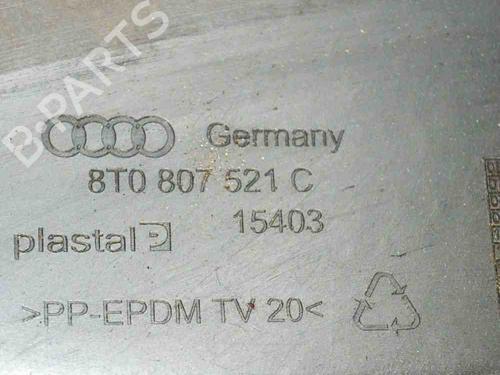 B-PARTS
Germany
8T0 807 521 C
plastal
15403
>PP-EPDM TV 20<